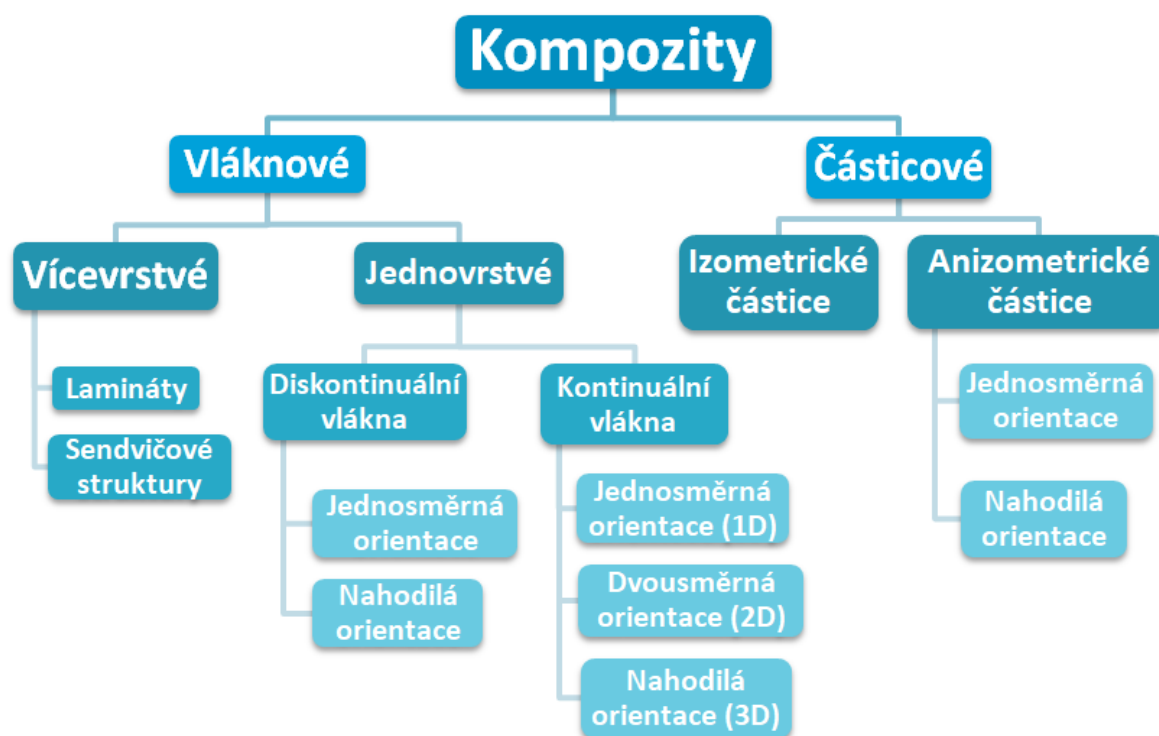 Kompozity
Vláknové
Částicové
Vícevrstvé
Jednovrstvé
Izometrické
částice
Anizometrické
částice
Lamináty
Sendvičové
struktury
Diskontinuální
vlákna
Jednosměrná
orientace
Nahodilá
orientace
Kontinuální
vlákna
Jednosměrná
orientace (1D)
Dvousměrná
orientace (2D)
Nahodilá
orientace (3D)
Jednosměrná
orientace
Nahodilá
orientace